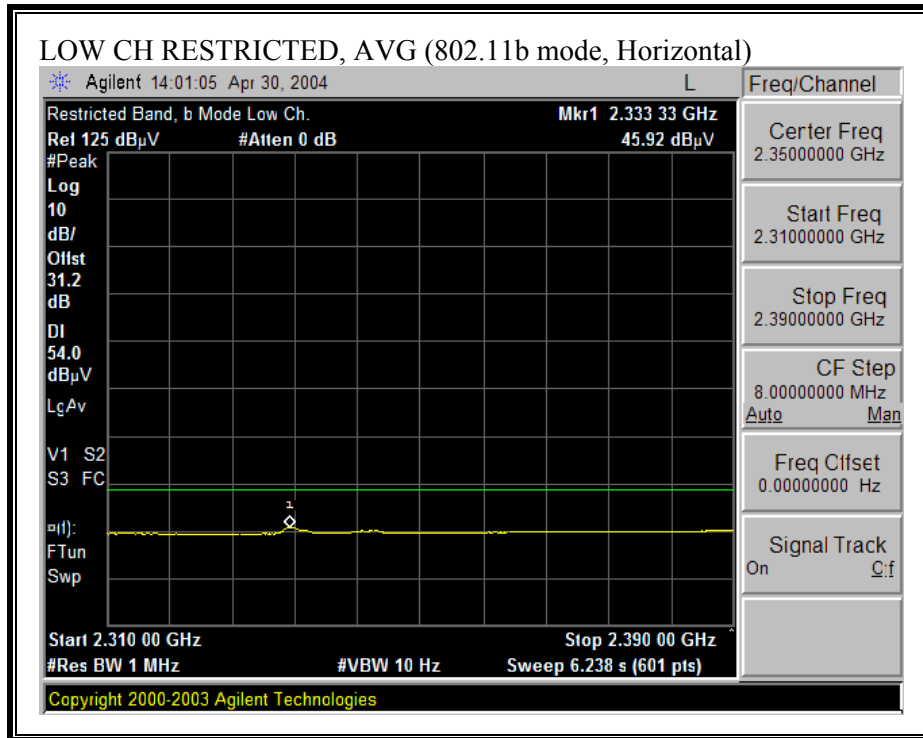 LOW CH RESTRICTED, AVG (802.11b mode, Horizontal)
Agilent 14:01:05 Apr 30, 2004 L
Restricted Band, b Mode Low Ch. Mkr1 2.333 33 GHz
Ref 125 dBµV #Atten 0 dB 45.92 dBµV
#Peak
Log
10
dB/
Offst
31.2
dB
DI
54.0
dBµV
LgAv
V1 S2
S3 FC
¤(f):
FTun
Swp
1
Start 2.310 00 GHz Stop 2.390 00 GHz
#Res BW 1 MHz #VBW 10 Hz Sweep 6.238 s (601 pts)
Copyright 2000-2003 Agilent Technologies
Freq/Channel
Center Freq
2.35000000 GHz
Start Freq
2.31000000 GHz
Stop Freq
2.39000000 GHz
CF Step
8.00000000 MHz
Auto Man
Freq Offset
0.00000000 Hz
Signal Track
On Off